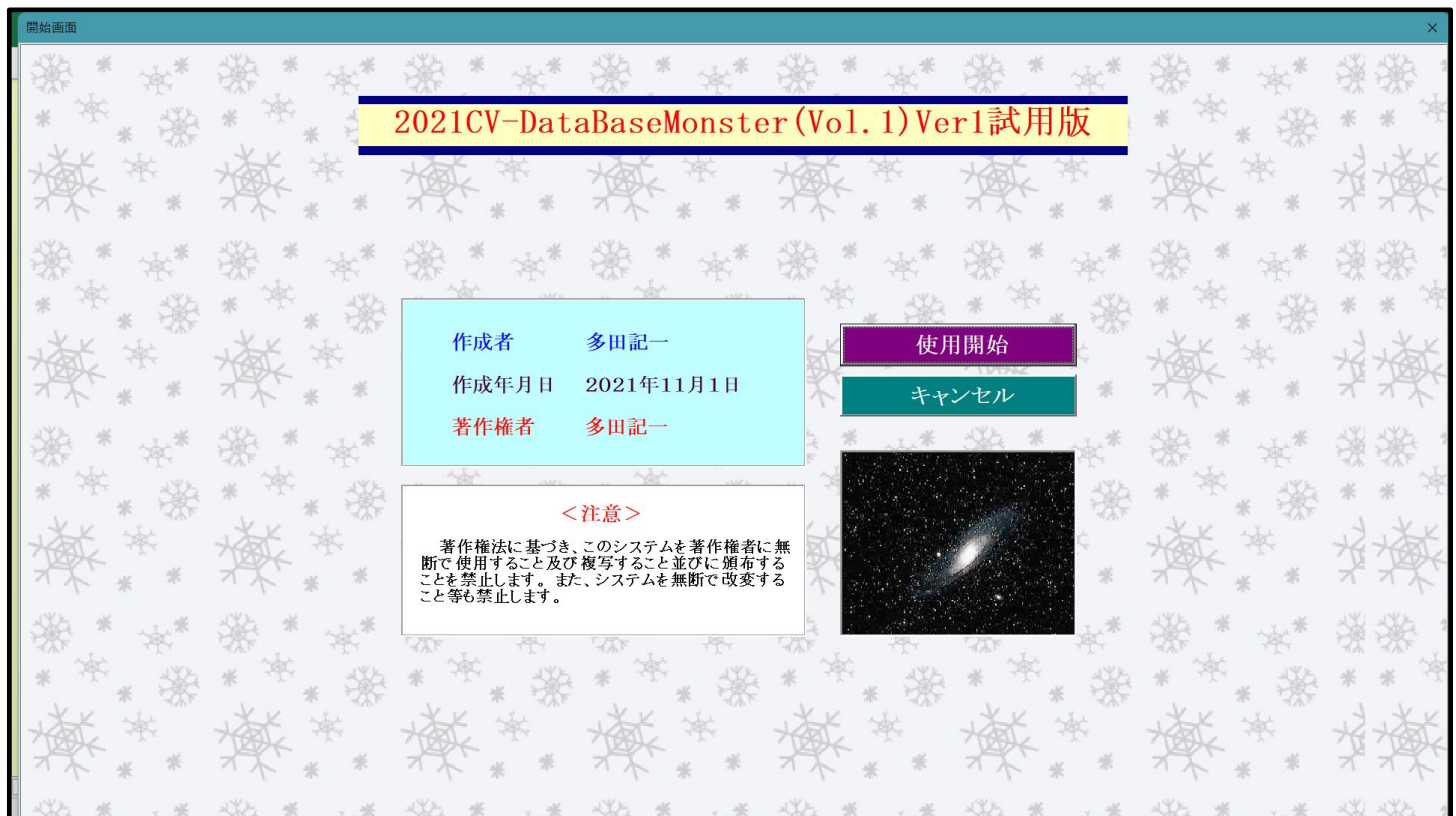 開始画面
2021CV-DataBaseMonster(Vol.1)Ver1試用版
作成者 多田記一
作成年月日 2021年11月1日
著作権者 多田記一
使用開始
キャンセル
＜注意＞
著作権法に基づき、このシステムを著作権者に無
断で使用すること及び複写すること並びに頒布する
ことを禁止します。また、システムを無断で改変する
こと等も禁止します。